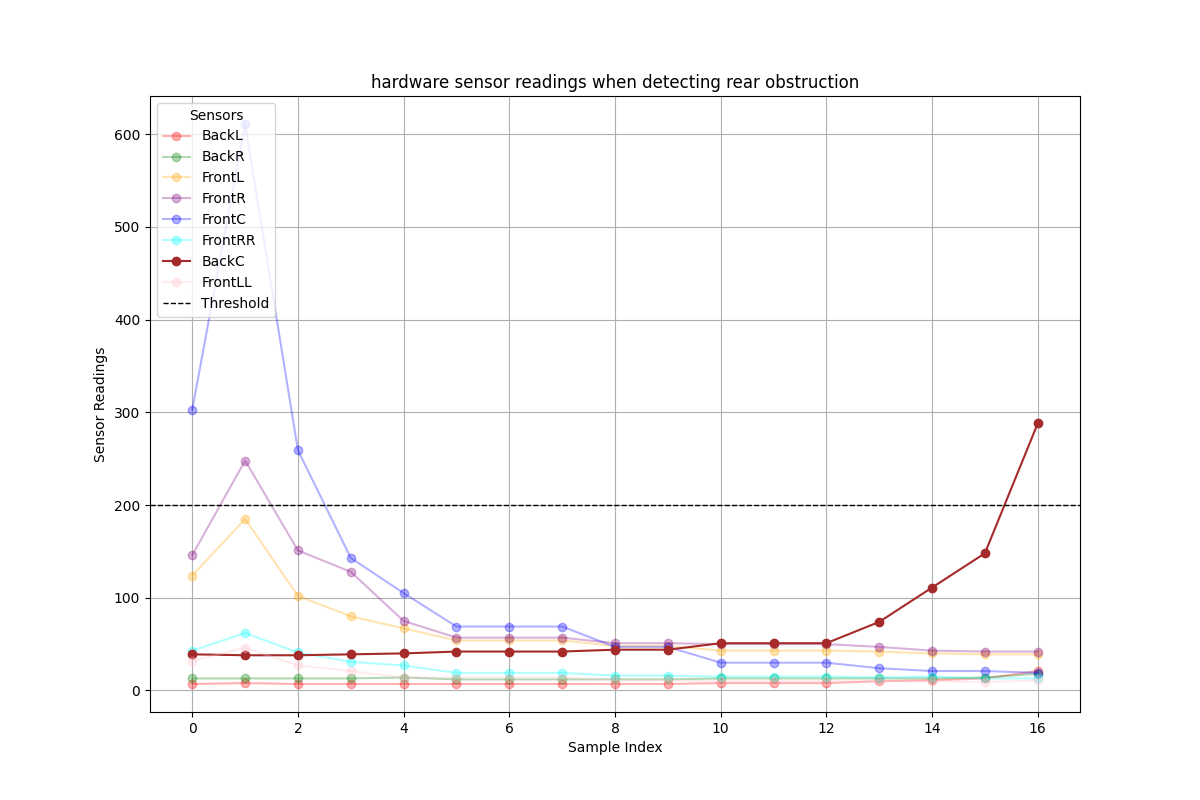 hardware sensor readings when detecting rear obstruction
Sensors
BackL
BackR
FrontL
FrontR
FrontC
FrontRR
BackC
FrontLL
Threshold
600
500
400
300
200
100
0
Sensor Readings
0 2 4 6 8 10 12 14 16
Sample Index